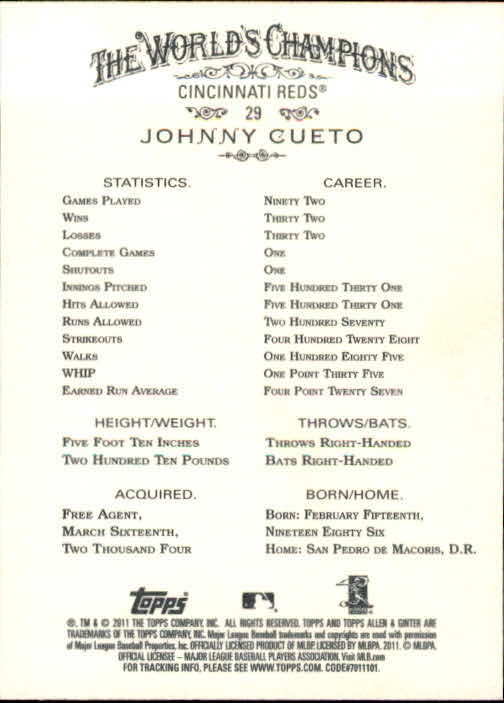 THE WORLD'S CHAMPIONS
CINCINNATI REDS®
29
JOHNNY CUETO
STATISTICS. CAREER.
GAMES PLAYED NINETY TWO
WINS THIRTY TWO
LOSSES THIRTY TWO
COMPLETE GAMES ONE
SHUTOUTS ONE
INNINGS PITCHED FIVE HUNDRED THIRTY ONE
HITS ALLOWED FIVE HUNDRED THIRTY ONE
RUNS ALLOWED TWO HUNDRED SEVENTY
STRIKEOUTS FOUR HUNDRED TWENTY EIGHT
WALKS ONE HUNDRED EIGHTY FIVE
WHIP ONE POINT THIRTY FIVE
EARNED RUN AVERAGE FOUR POINT TWENTY SEVEN
HEIGHT/WEIGHT.
FIVE FOOT TEN INCHES
TWO HUNDRED TEN POUNDS
THROWS/BATS.
THROWS RIGHT-HANDED
BATS RIGHT-HANDED
ACQUIRED.
FREE AGENT,
MARCH SIXTEENTH,
TWO THOUSAND FOUR
BORN/HOME.
BORN: FEBRUARY FIFTEENTH,
NINETEEN EIGHTY SIX
HOME: SAN PEDRO DE MACORIS, D.R.
Topps
®, TM & © 2011 THE TOPPS COMPANY, INC. ALL RIGHTS RESERVED. TOPPS AND TOPPS ALLEN & GINTER ARE
TRADEMARKS OF THE TOPPS COMPANY, INC. Major League Baseball trademarks and copyrights are used with permission
of Major League Baseball Properties, Inc. OFFICIALLY LICENSED PRODUCT OF MLBP. LICENSED BY MLBPA. 2011. © MLBPA.
OFFICIAL LICENSEE – MAJOR LEAGUE BASEBALL PLAYERS ASSOCIATION. Visit MLB.com
FOR TRACKING INFO, PLEASE SEE WWW.TOPPS.COM. CODE#7011101.